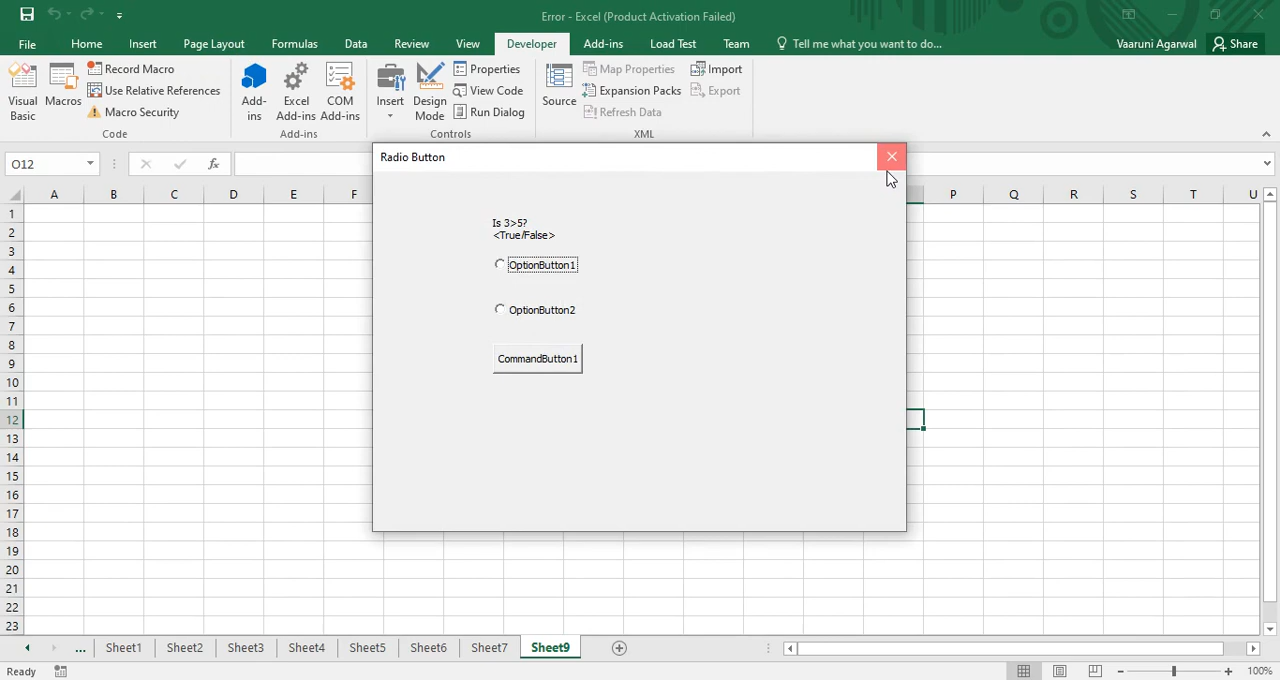 Error - Excel (Product Activation Failed)
File Home Insert Page Layout Formulas Data Review View Developer Add-ins Load Test Team Tell me what you want to do... Vaaruni Agarwal Share
Visual Basic
Macros
Record Macro
Use Relative References
Macro Security
Code
Add-ins
Excel Add-ins
COM Add-ins
Add-ins
Insert
Design Mode
Properties
View Code
Run Dialog
Controls
Source
Map Properties
Expansion Packs
Refresh Data
Import
Export
XML
O12
fx
Radio Button
Is 3>5?
<True/False>
OptionButton1
OptionButton2
CommandButton1
A B C D E F P Q R S T U
1
2
3
4
5
6
7
8
9
10
11
12
13
14
15
16
17
18
19
20
21
22
23
... Sheet1 Sheet2 Sheet3 Sheet4 Sheet5 Sheet6 Sheet7 Sheet9
Ready
100%